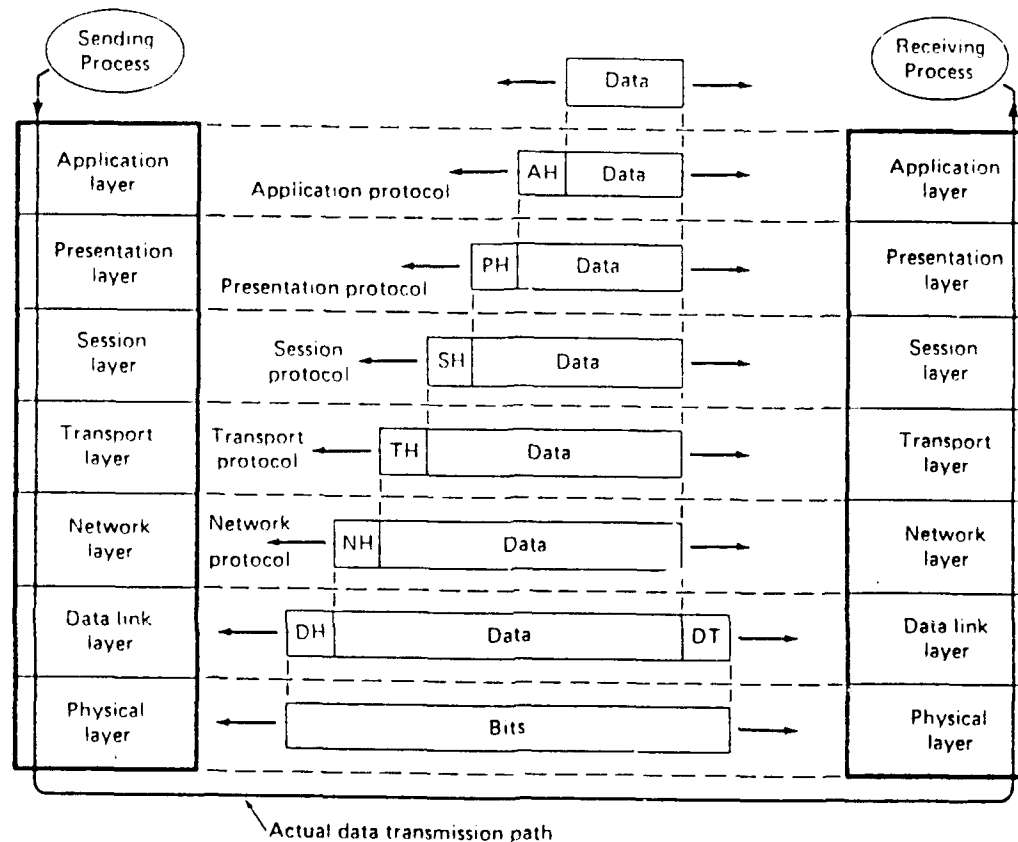 Sending
Process
Receiving
Process
Data
Application
layer
Application protocol
AH
Data
Application
layer
Presentation
layer
Presentation protocol
PH
Data
Presentation
layer
Session
layer
Session
protocol
SH
Data
Session
layer
Transport
layer
Transport
protocol
TH
Data
Transport
layer
Network
layer
Network
protocol
NH
Data
Network
layer
Data link
layer
DH
Data
DT
Data link
layer
Physical
layer
Bits
Physical
layer
Actual data transmission path